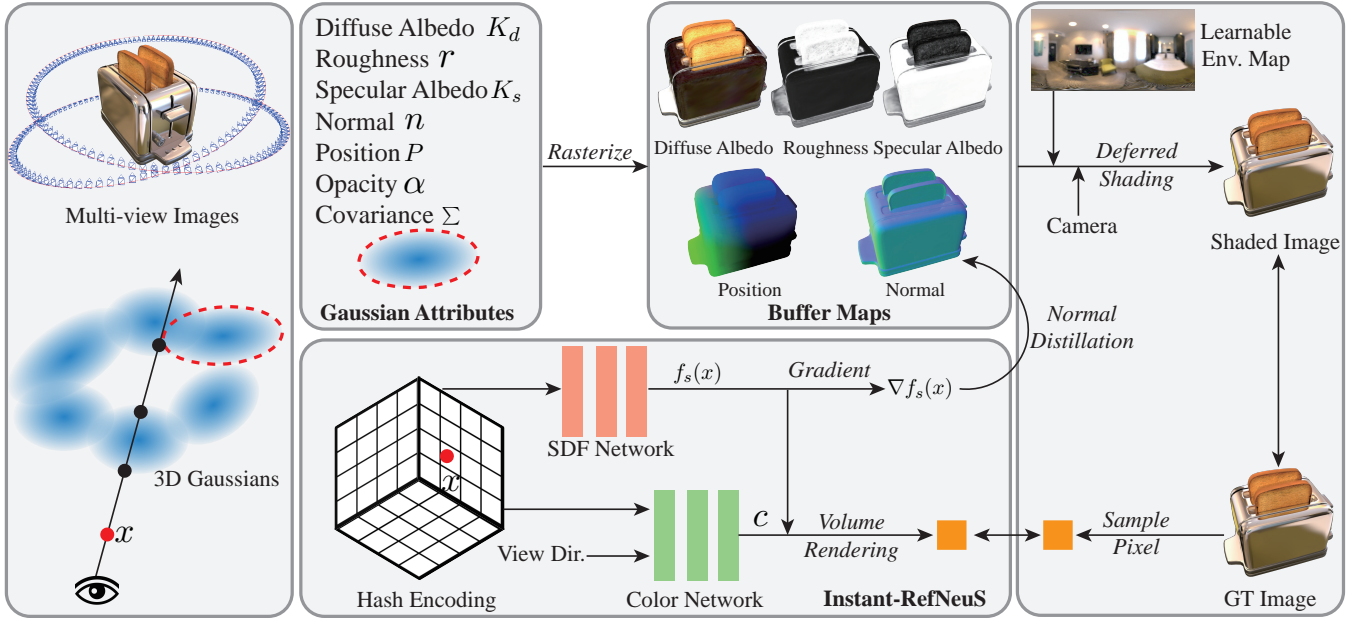 Multi-view Images
3D Gaussians
x
Diffuse Albedo K_d
Roughness r
Specular Albedo K_s
Normal n
Position P
Opacity α
Covariance Σ
Gaussian Attributes
Rasterize
Diffuse Albedo Roughness Specular Albedo
Position Normal
Buffer Maps
Learnable
Env. Map
Deferred
Shading
Camera
Shaded Image
Normal
Distillation
f_s(x)
Gradient
∇f_s(x)
SDF Network
x
c
Volume
Rendering
View Dir.
Hash Encoding
Color Network
Instant-RefNeuS
Sample
Pixel
GT Image